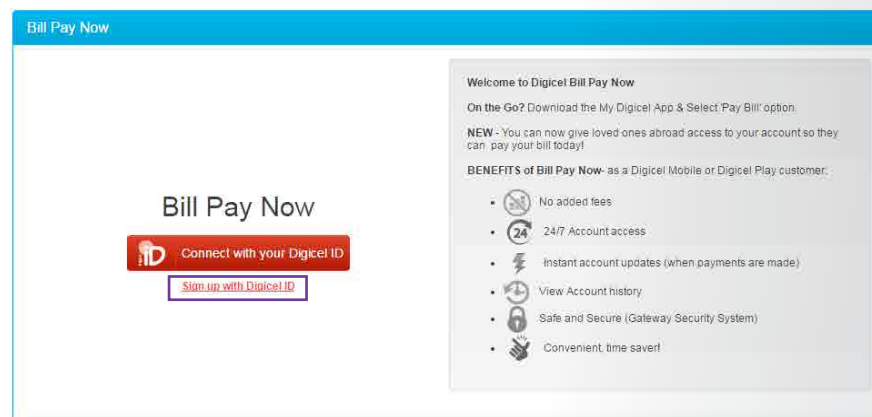 Bill Pay Now
Bill Pay Now
iD Connect with your Digicel ID
Sign up with Digicel ID
Welcome to Digicel Bill Pay Now
On the Go? Download the My Digicel App & Select 'Pay Bill' option.
NEW - You can now give loved ones abroad access to your account so they
can pay your bill today!
BENEFITS of Bill Pay Now- as a Digicel Mobile or Digicel Play customer:
No added fees
24 24/7 Account access
Instant account updates (when payments are made)
View Account history
Safe and Secure (Gateway Security System)
Convenient, time saver!